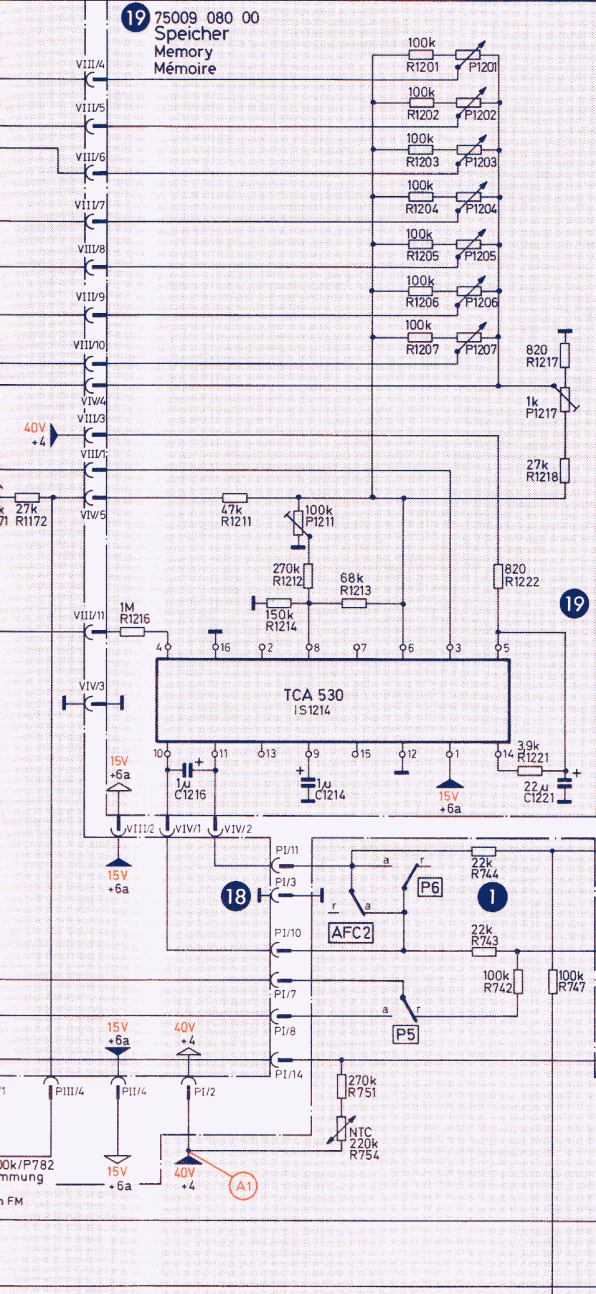 19 75009 080 00
Speicher
Memory
Mémoire
VIII/4
100k
R1201 P1201
VIII/5
100k
R1202 P1202
VIII/6
100k
R1203 P1203
VIII/7
100k
R1204 P1204
VIII/8
100k
R1205 P1205
VIII/9
100k
R1206 P1206
VIII/10
100k
R1207 P1207
820
R1217
VIV/4
1k
P1217
VIII/3
40V
+4
VIII/1
27k
R1218
27k
R1172
VIV/5
47k
R1211
100k
P1211
270k
R1212
68k
R1213
820
R1222
150k
R1214
19
VIII/11
1M
R1216
4 16 2 8 7 6 3 5
VIV/3
TCA 530
IS1214
10 11 13 9 15 12 1 14
3,9k
R1221
15V
+6a
+
1µ
C1216
+
1µ
C1214
15V
+6a
+
22µ
C1221
VIII/2 VIV/1 VIV/2
15V
+6a
PI/11
a r
22k
R744
18
PI/3
P6
1
r a
AFC2
PI/10
22k
R743
PI/7
100k
R742
100k
R747
PI/8
a r
P5
15V
+6a
40V
+4
PI/14
PIII/4 PII/4 PI/2
270k
R751
NTC
220k
R754
00k/P782
mmung
15V
+6a
40V
+4
A1
n FM